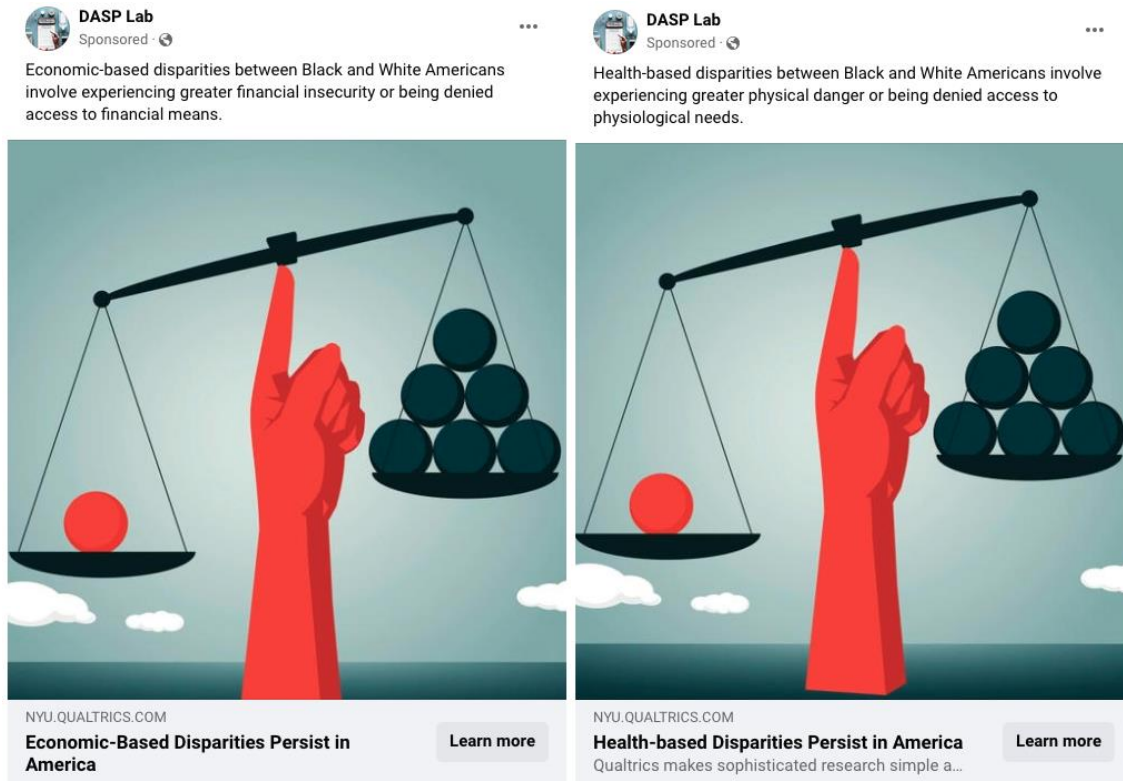 DASP Lab
Sponsored ·
Economic-based disparities between Black and White Americans
involve experiencing greater financial insecurity or being denied
access to financial means.
NYU.QUALTRICS.COM
Economic-Based Disparities Persist in
America
Learn more
DASP Lab
Sponsored ·
Health-based disparities between Black and White Americans involve
experiencing greater physical danger or being denied access to
physiological needs.
NYU.QUALTRICS.COM
Health-based Disparities Persist in America
Qualtrics makes sophisticated research simple a...
Learn more